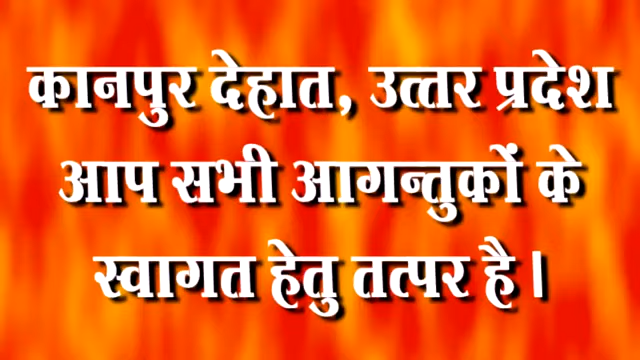 कानपुर देहात, उत्तर प्रदेश
आप सभी आगन्तुकों के
स्वागत हेतु तत्पर है।